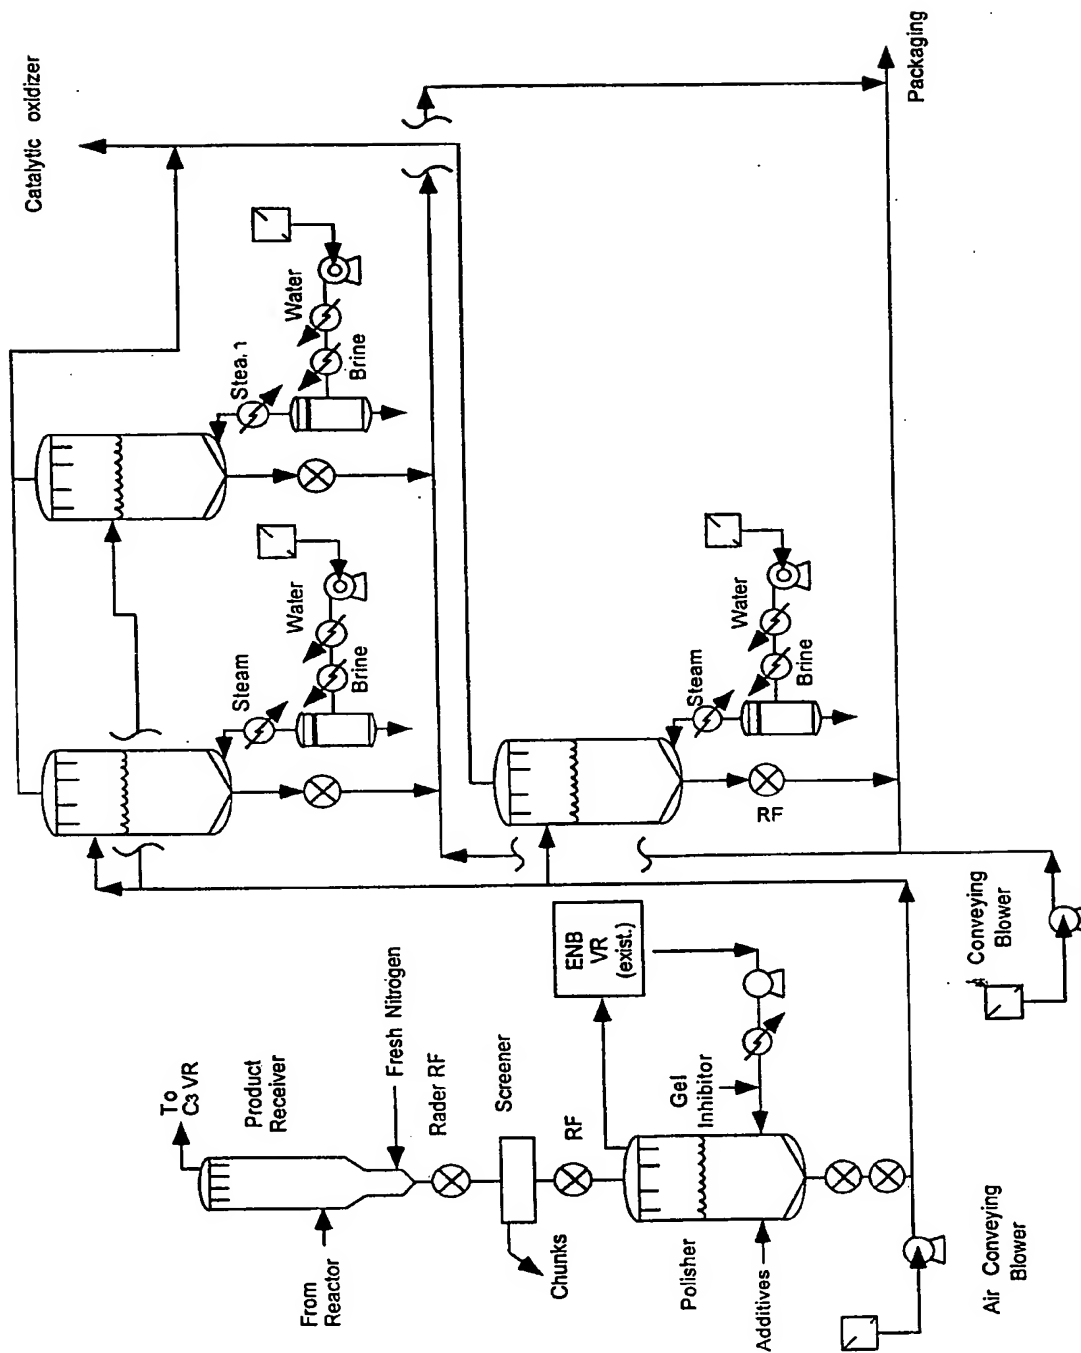 Catalytic oxidizer
Packaging
Water
Steam
Brine
Water
Steam
Brine
Water
Steam
Brine
RF
Conveying
Blower
ENB
VR
(exist.)
Fresh Nitrogen
To
C3 VR
Product
Receiver
Rader RF
Screener
RF
Gel
Inhibitor
From
Reactor
Chunks
Polisher
Additives
Air Conveying
Blower